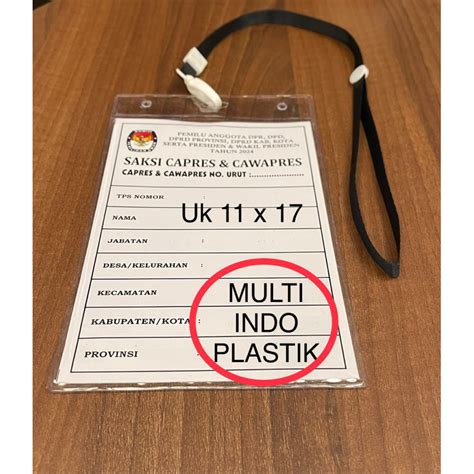 PEMILU ANGGOTA DPR, DPD,
DPRD PROVINSI, DPRD KAB, KOTA
SERTA PRESIDEN & WAKIL PRESIDEN
TAHUN 2024
SAKSI CAPRES & CAWAPRES
CAPRES & CAWAPRES NO. URUT :
TPS NOMOR :
NAMA Uk 11 x 17
JABATAN :
DESA/KELURAHAN :
KECAMATAN MULTI
KABUPATEN/KOTA : INDO
PROVINSI PLASTIK